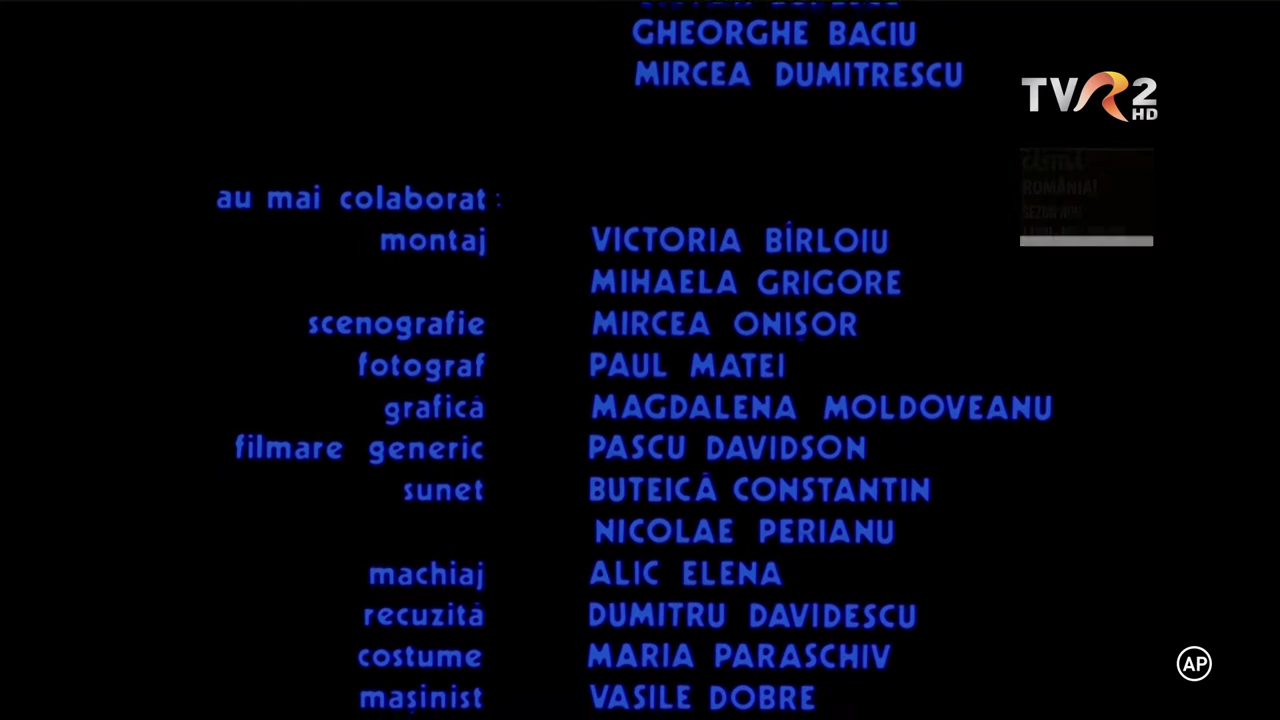 GHEORGHE BACIU
MIRCEA DUMITRESCU
TVR2
HD
ROMÂNIA!
au mai colaborat:
montaj VICTORIA BÎRLOIU
MIHAELA GRIGORE
scenografie MIRCEA ONIȘOR
fotograf PAUL MATEI
grafică MAGDALENA MOLDOVEANU
filmare generic PASCU DAVIDSON
sunet BUTEICĂ CONSTANTIN
NICOLAE PERIANU
machiaj ALIC ELENA
recuzită DUMITRU DAVIDESCU
costume MARIA PARASCHIV
AP
mașinist VASILE DOBRE